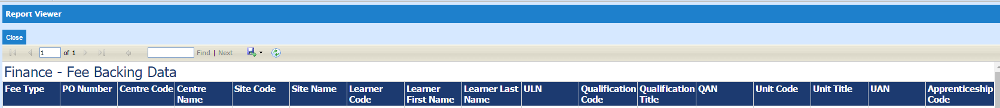 Report Viewer
Close
1 of 1 Find | Next
Finance - Fee Backing Data
Fee Type PO Number Centre Code Centre Name Site Code Site Name Learner Code Learner First Name Learner Last Name ULN Qualification Code Qualification Title QAN Unit Code Unit Title UAN Apprenticeship Code